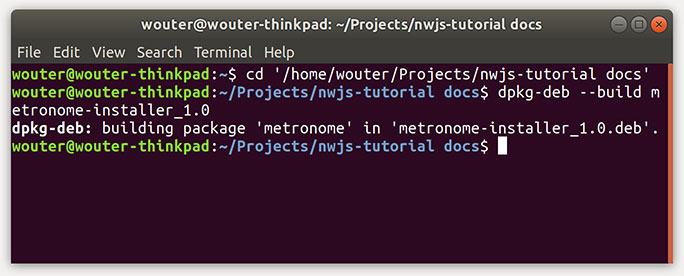 wouter@wouter-thinkpad: ~/Projects/nwjs-tutorial docs
File Edit View Search Terminal Help
wouter@wouter-thinkpad:~$ cd '/home/wouter/Projects/nwjs-tutorial docs'
wouter@wouter-thinkpad:~/Projects/nwjs-tutorial docs$ dpkg-deb --build m
etronome-installer_1.0
dpkg-deb: building package 'metronome' in 'metronome-installer_1.0.deb'.
wouter@wouter-thinkpad:~/Projects/nwjs-tutorial docs$